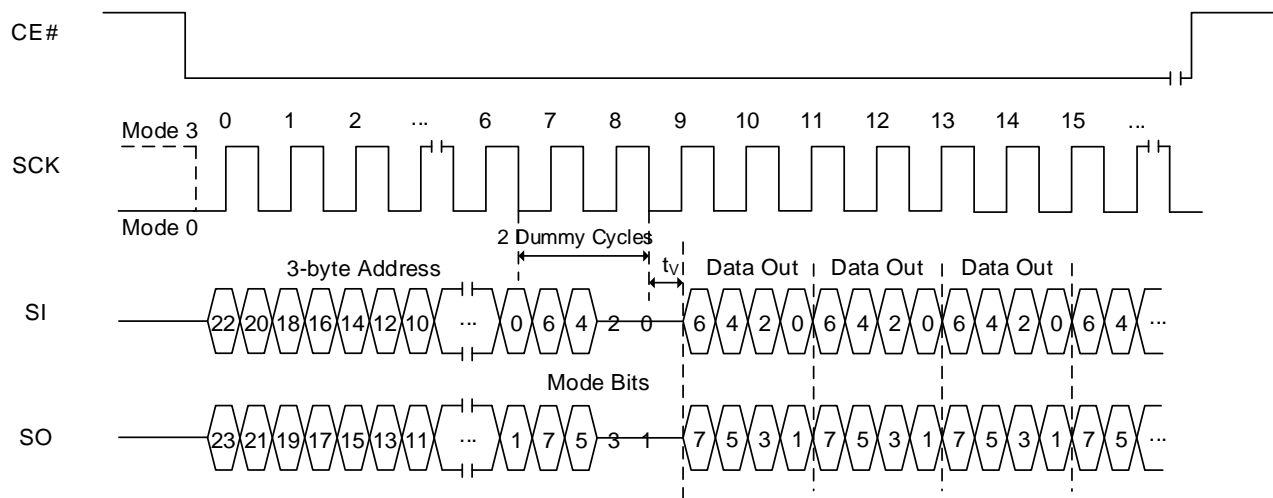 CE#
Mode 3 0 1 2 ... 6 7 8 9 10 11 12 13 14 15 ...
SCK
Mode 0
2 Dummy Cycles
3-byte Address tV Data Out Data Out Data Out
SI 22 20 18 16 14 12 10 ... 0 6 4 2 0 6 4 2 0 6 4 2 0 6 4 2 0 6 4 ...
Mode Bits
SO 23 21 19 17 15 13 11 ... 1 7 5 3 1 7 5 3 1 7 5 3 1 7 5 3 1 7 5 ...